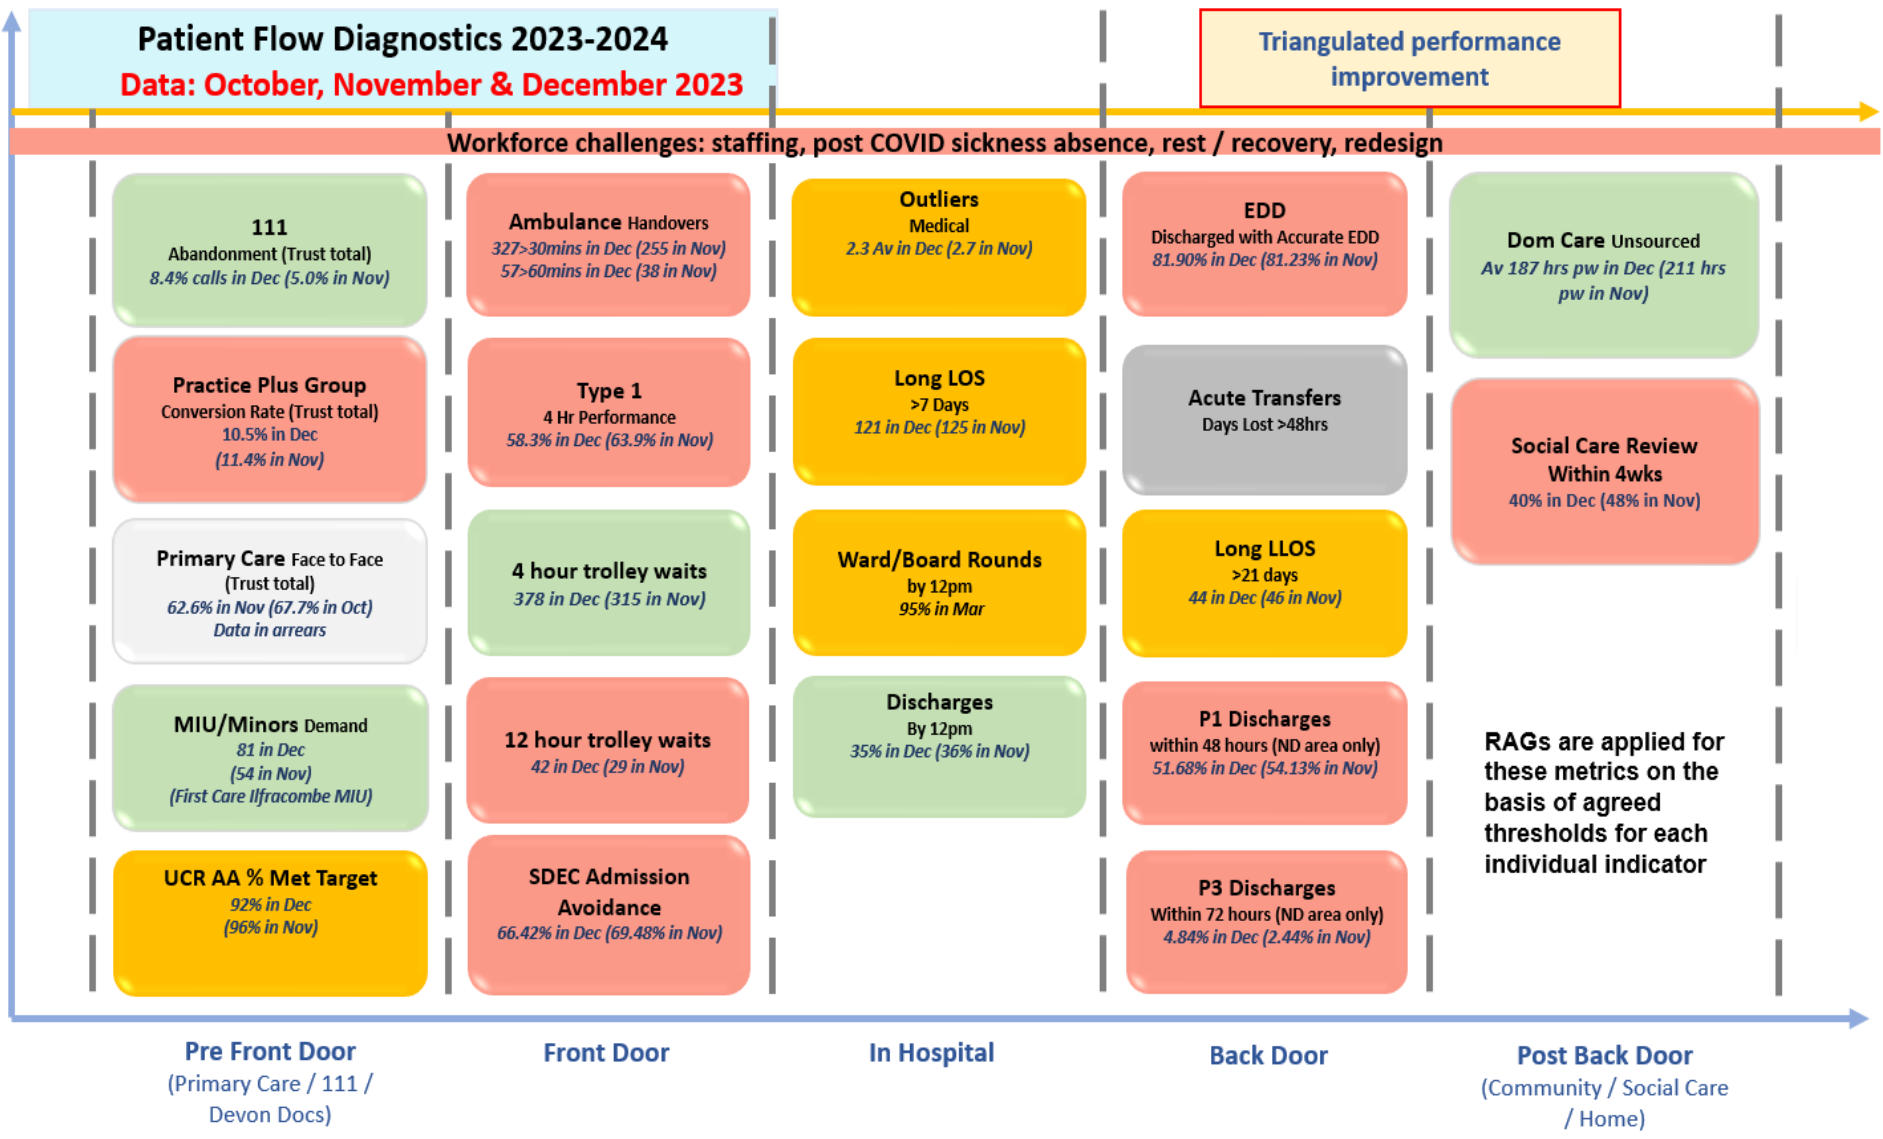 Patient Flow Diagnostics 2023-2024
Data: October, November & December 2023
Triangulated performance
improvement
Workforce challenges: staffing, post COVID sickness absence, rest / recovery, redesign
111
Abandonment (Trust total)
8.4% calls in Dec (5.0% in Nov)
Practice Plus Group
Conversion Rate (Trust total)
10.5% in Dec
(11.4% in Nov)
Primary Care Face to Face
(Trust total)
62.6% in Nov (67.7% in Oct)
Data in arrears
MIU/Minors Demand
81 in Dec
(54 in Nov)
(First Care Ilfracombe MIU)
UCR AA % Met Target
92% in Dec
(96% in Nov)
Ambulance Handovers
327>30mins in Dec (255 in Nov)
57>60mins in Dec (38 in Nov)
Type 1
4 Hr Performance
58.3% in Dec (63.9% in Nov)
4 hour trolley waits
378 in Dec (315 in Nov)
12 hour trolley waits
42 in Dec (29 in Nov)
SDEC Admission
Avoidance
66.42% in Dec (69.48% in Nov)
Outliers
Medical
2.3 Av in Dec (2.7 in Nov)
Long LOS
>7 Days
121 in Dec (125 in Nov)
Ward/Board Rounds
by 12pm
95% in Mar
Discharges
By 12pm
35% in Dec (36% in Nov)
EDD
Discharged with Accurate EDD
81.90% in Dec (81.23% in Nov)
Acute Transfers
Days Lost >48hrs
Long LLOS
>21 days
44 in Dec (46 in Nov)
P1 Discharges
within 48 hours (ND area only)
51.68% in Dec (54.13% in Nov)
P3 Discharges
Within 72 hours (ND area only)
4.84% in Dec (2.44% in Nov)
Dom Care Unsourced
Av 187 hrs pw in Dec (211 hrs
pw in Nov)
Social Care Review
Within 4wks
40% in Dec (48% in Nov)
RAGs are applied for
these metrics on the
basis of agreed
thresholds for each
individual indicator
Pre Front Door
(Primary Care / 111 /
Devon Docs)
Front Door
In Hospital
Back Door
Post Back Door
(Community / Social Care
/ Home)